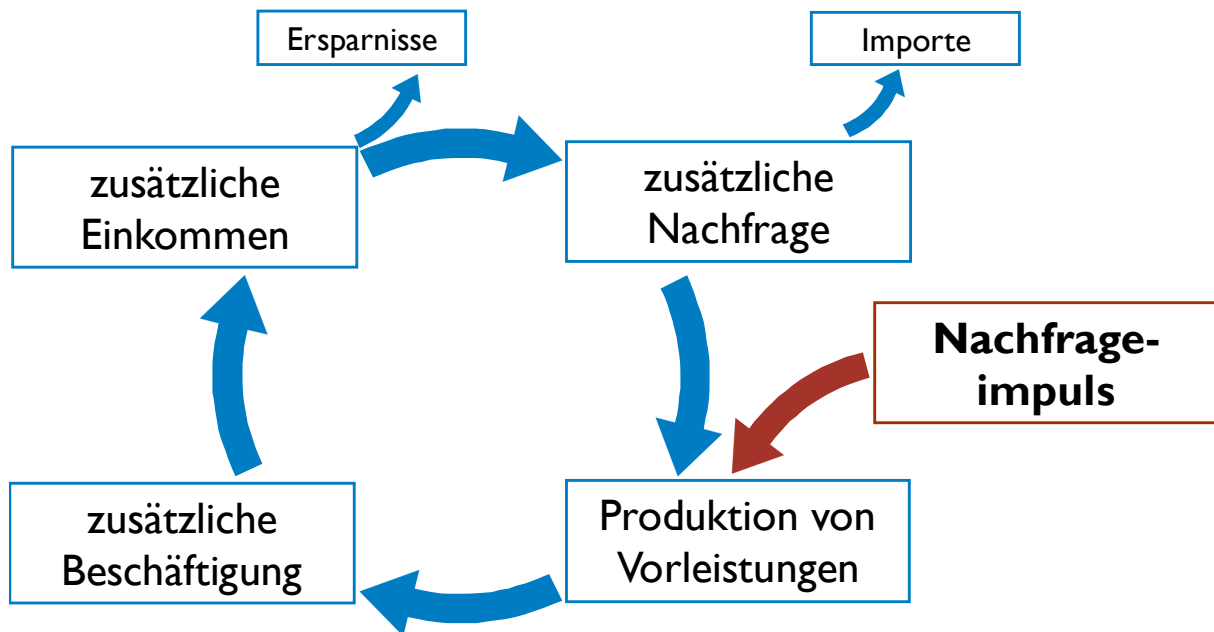 Ersparnisse
Importe
zusätzliche
Einkommen
zusätzliche
Nachfrage
Nachfrage-
impuls
zusätzliche
Beschäftigung
Produktion von
Vorleistungen